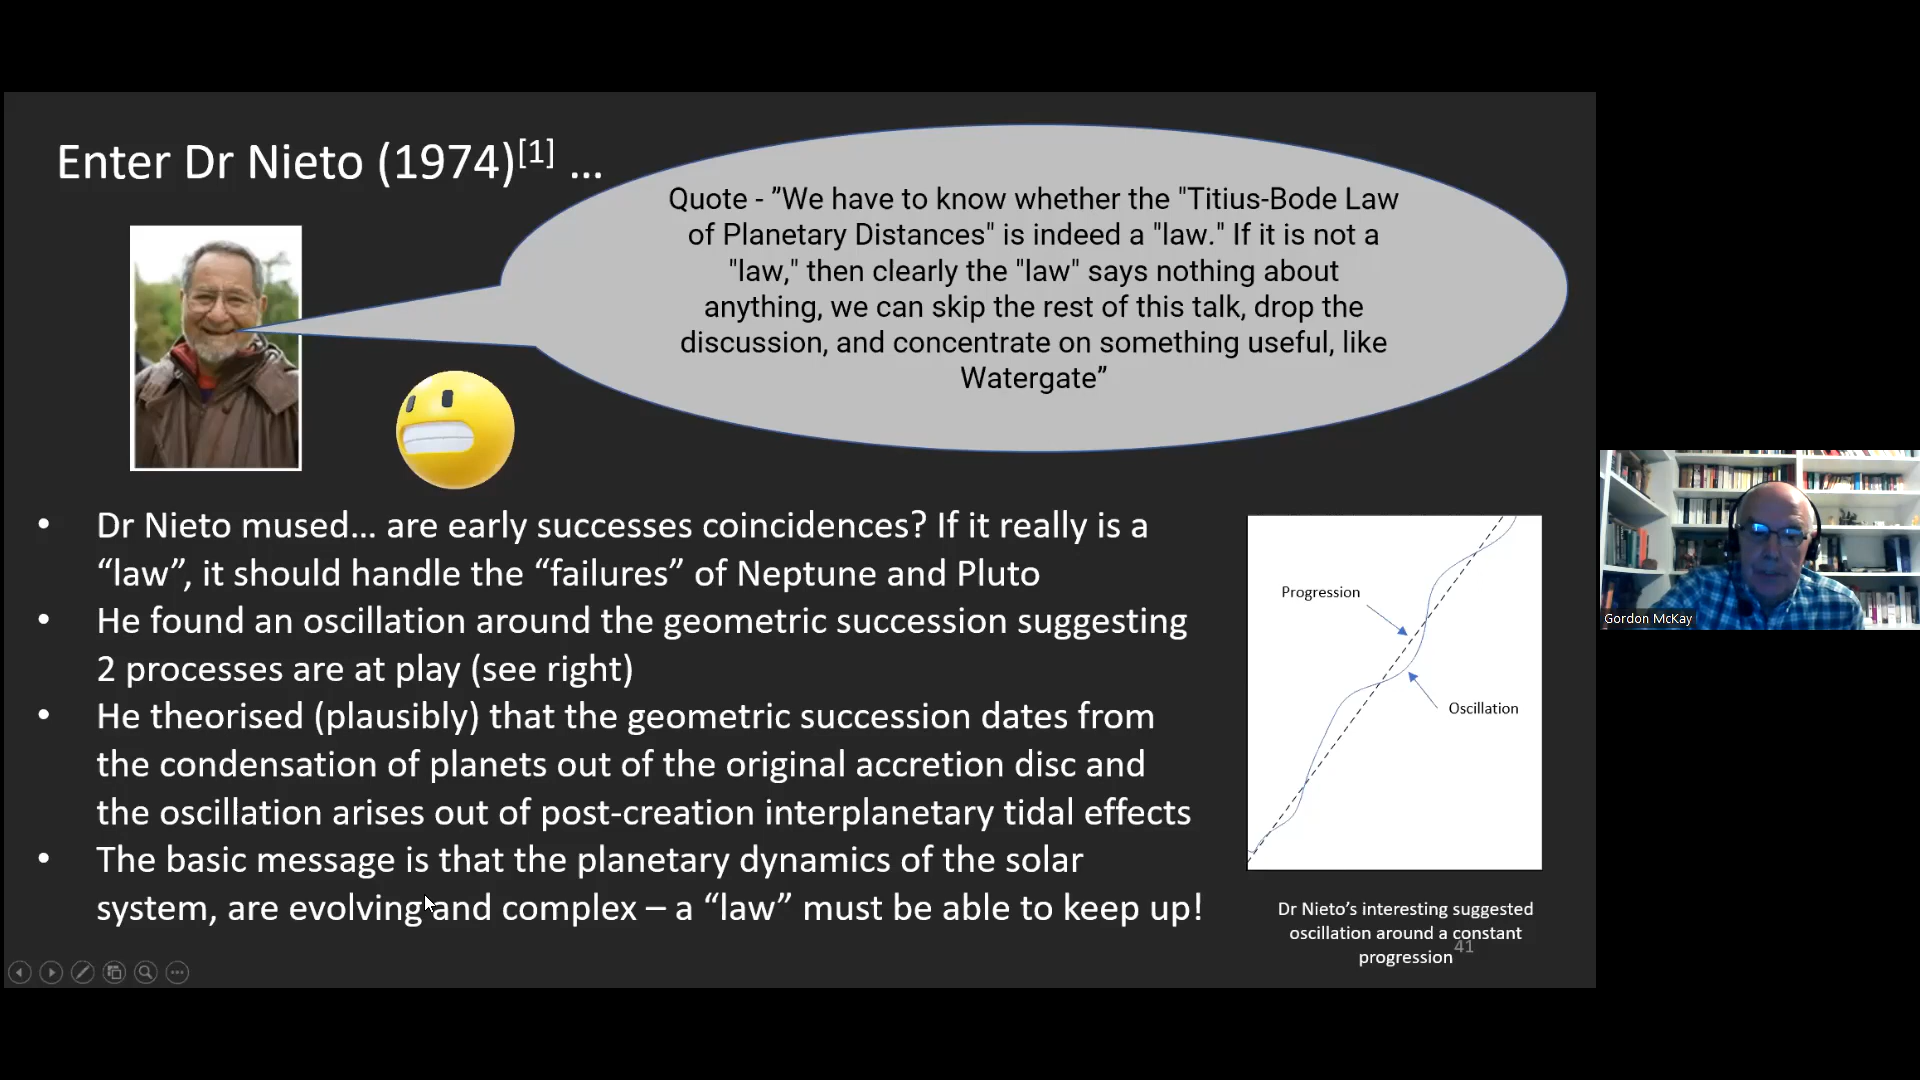 Enter Dr Nieto (1974)[1] ...
Quote - ”We have to know whether the "Titius-Bode Law
of Planetary Distances" is indeed a "law." If it is not a
"law," then clearly the "law" says nothing about
anything, we can skip the rest of this talk, drop the
discussion, and concentrate on something useful, like
Watergate”
• Dr Nieto mused... are early successes coincidences? If it really is a
“law”, it should handle the “failures” of Neptune and Pluto
• He found an oscillation around the geometric succession suggesting
2 processes are at play (see right)
• He theorised (plausibly) that the geometric succession dates from
the condensation of planets out of the original accretion disc and
the oscillation arises out of post-creation interplanetary tidal effects
• The basic message is that the planetary dynamics of the solar
system, are evolving and complex – a “law” must be able to keep up!
Progression
Oscillation
Dr Nieto’s interesting suggested
oscillation around a constant
progression
41
Gordon McKay